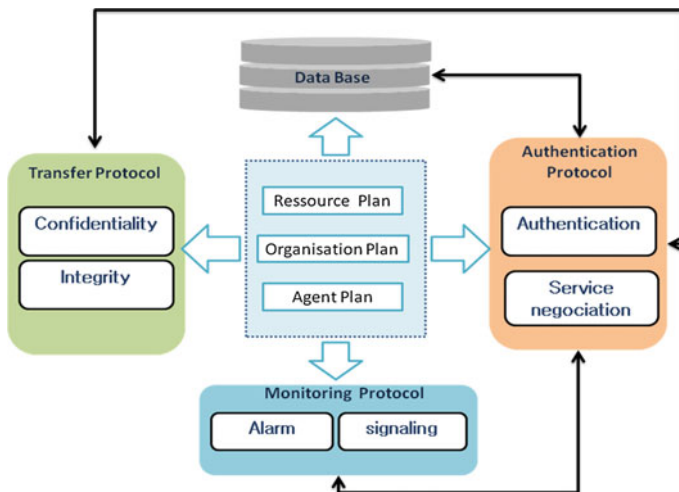 Data Base
Transfer Protocol
Confidentiality
Integrity
Ressource Plan
Organisation Plan
Agent Plan
Authentication
Protocol
Authentication
Service
negociation
Monitoring Protocol
Alarm
signaling